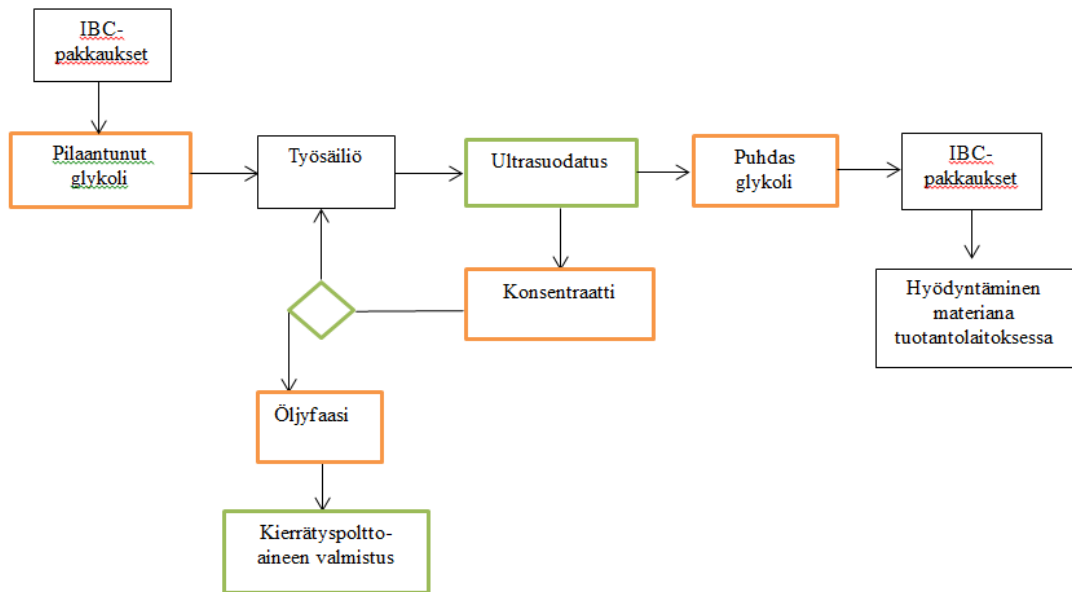 IBC-
pakkaukset
Pilaantunut
glykoli
Työsäiliö
Ultrasuodatus
Puhdas
glykoli
IBC-
pakkaukset
Konsentraatti
Hyödyntäminen
materiana
tuotantolaitoksessa
Öljyfaasi
Kierrätyspoltto-
aineen valmistus